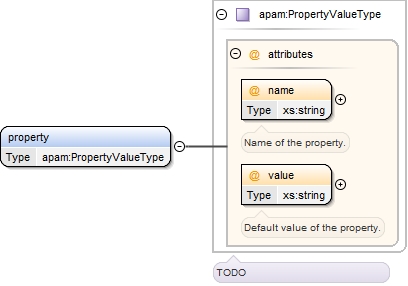 apam:PropertyValueType
@ attributes
@ name
Type xs:string
Name of the property.
property
Type apam:PropertyValueType
@ value
Type xs:string
Default value of the property.
TODO